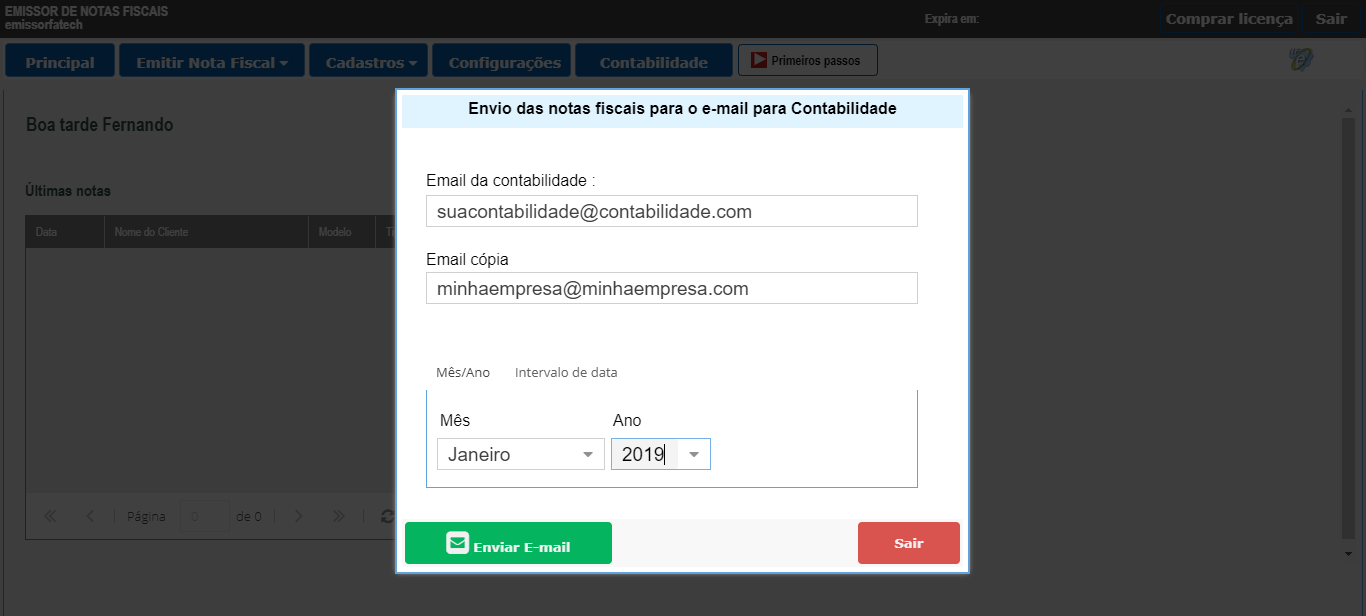 EMISSOR DE NOTAS FISCAIS
emissorfatech
Expira em:
Comprar licença
Sair
Principal
Emitir Nota Fiscal
Cadastros
Configurações
Contabilidade
Primeiros passos
Boa tarde Fernando
Últimas notas
Data
Nome do Cliente
Modelo
Envio das notas fiscais para o e-mail para Contabilidade
Email da contabilidade :
suacontabilidade@contabilidade.com
Email cópia
minhaempresa@minhaempresa.com
Mês/Ano
Intervalo de data
Mês
Ano
Janeiro
2019
Página
0
de 0
Enviar E-mail
Sair